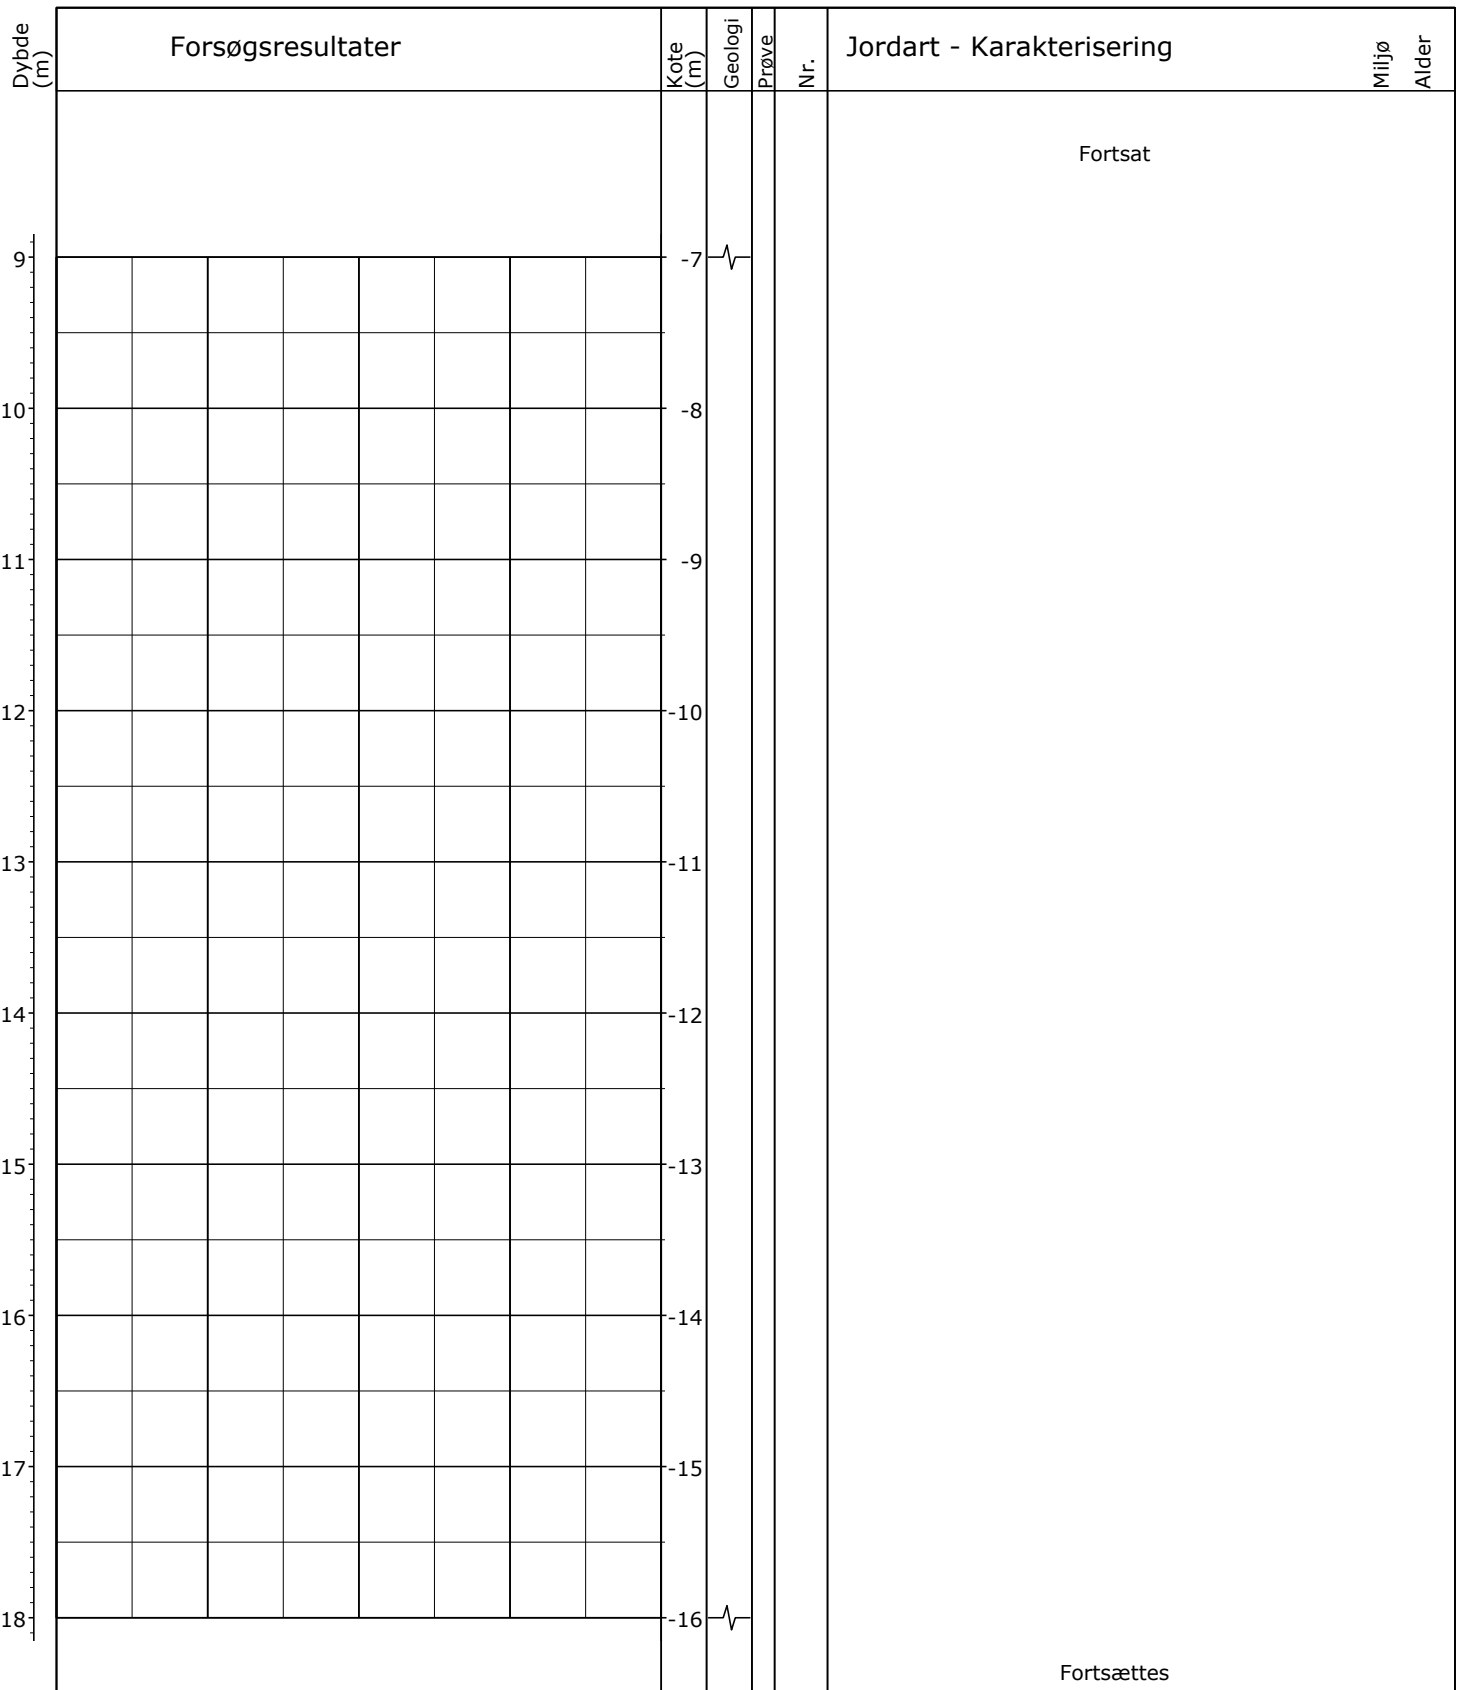 Dybde
(m)
Forsøgsresultater
Kote
(m)
Geologi
Prøve
Nr.
Jordart - Karakterisering
Miljø
Alder
Fortsat
9 -7
10 -8
11 -9
12 -10
13 -11
14 -12
15 -13
16 -14
17 -15
18 -16
Fortsættes